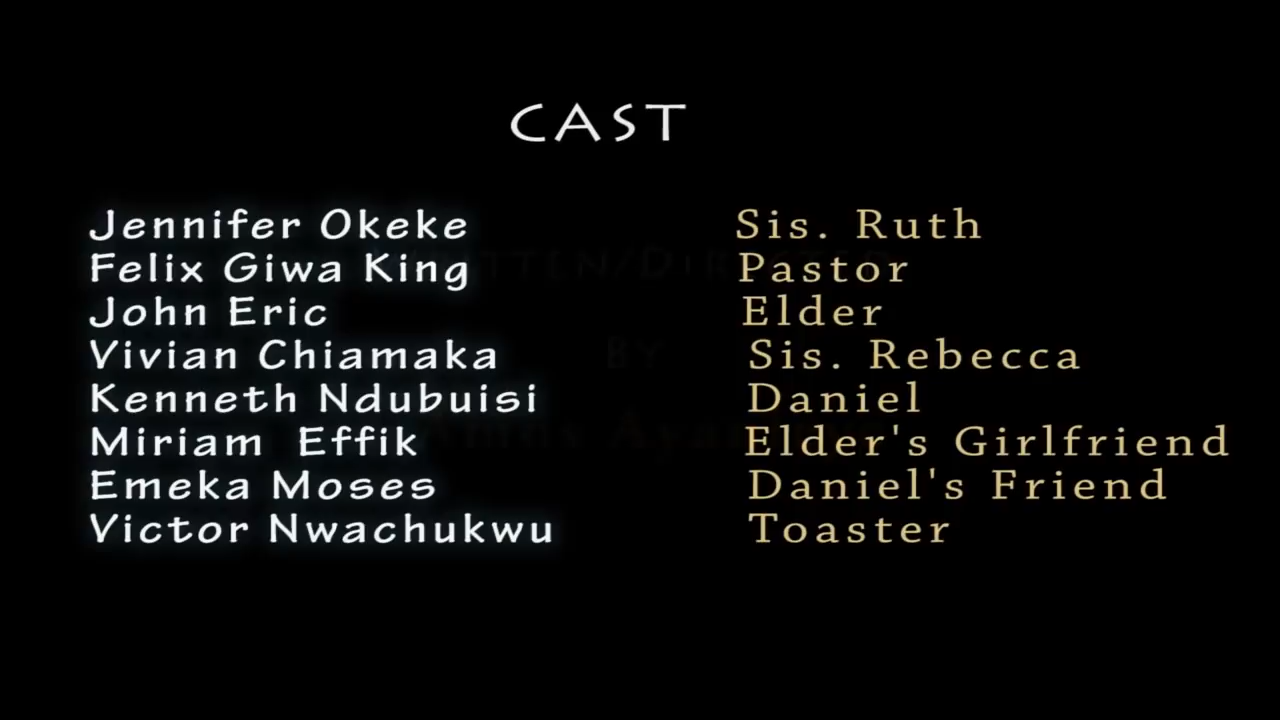 CAST
Jennifer Okeke Sis. Ruth
Felix Giwa King Pastor
John Eric Elder
Vivian Chiamaka Sis. Rebecca
Kenneth Ndubuisi Daniel
Miriam Effik Elder's Girlfriend
Emeka Moses Daniel's Friend
Victor Nwachukwu Toaster
BY